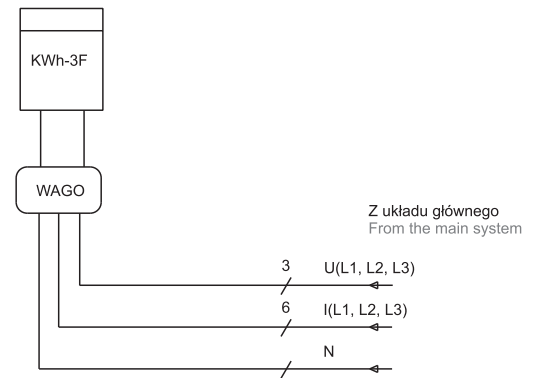 KWh-3F
WAGO
Z układu głównego
From the main system
3 U(L1, L2, L3)
6 I(L1, L2, L3)
N